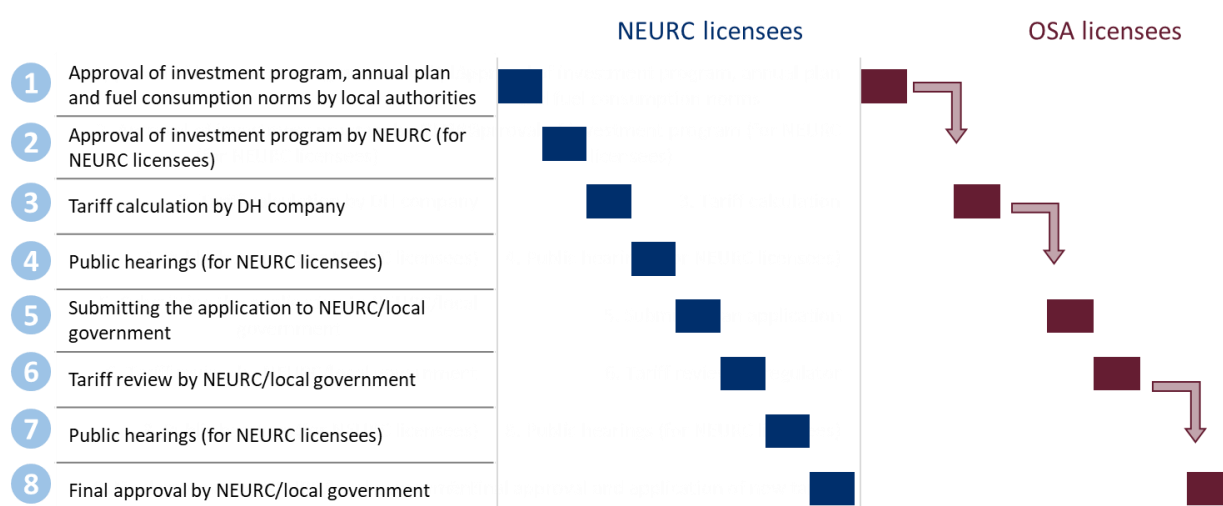 NEURC licensees
OSA licensees
1
Approval of investment program, annual plan
and fuel consumption norms by local authorities
2
Approval of investment program by NEURC (for
NEURC licensees)
3
Tariff calculation by DH company
4
Public hearings (for NEURC licensees)
5
Submitting the application to NEURC/local
government
6
Tariff review by NEURC/local government
7
Public hearings (for NEURC licensees)
8
Final approval by NEURC/local government